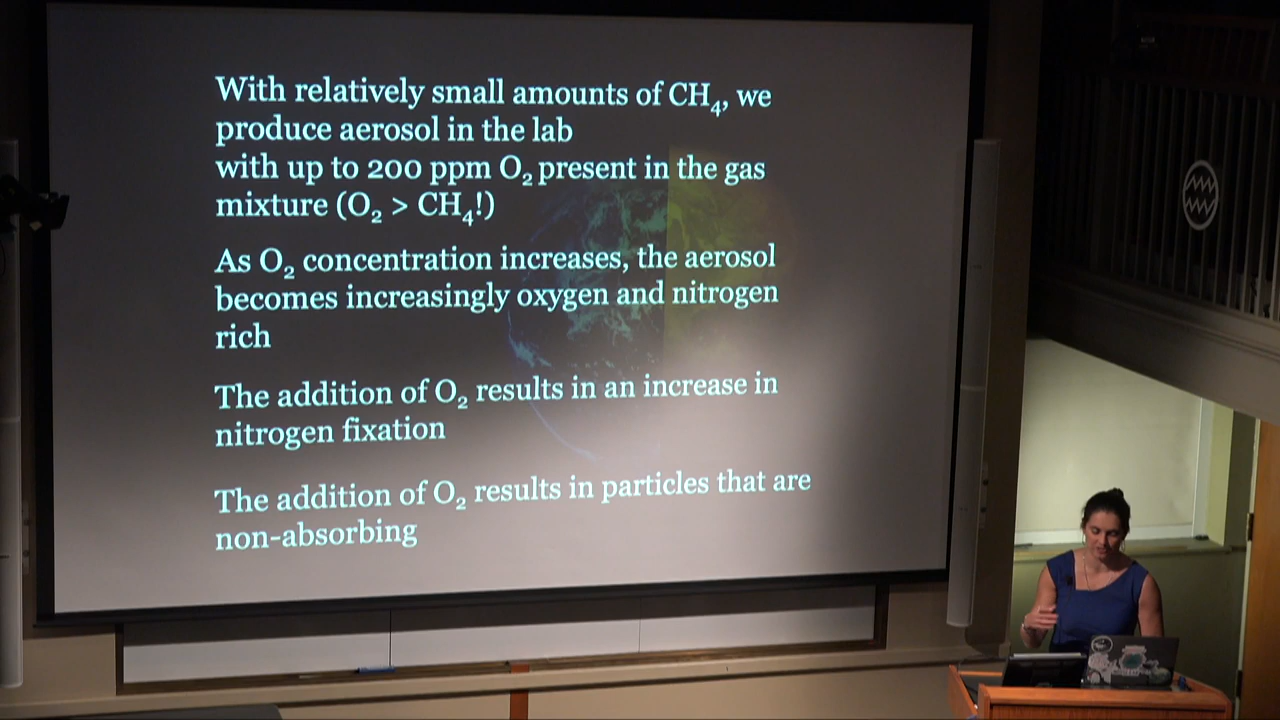 With relatively small amounts of CH₄, we
produce aerosol in the lab
with up to 200 ppm O₂ present in the gas
mixture (O₂ > CH₄!)
As O₂ concentration increases, the aerosol
becomes increasingly oxygen and nitrogen
rich
The addition of O₂ results in an increase in
nitrogen fixation
The addition of O₂ results in particles that are
non-absorbing